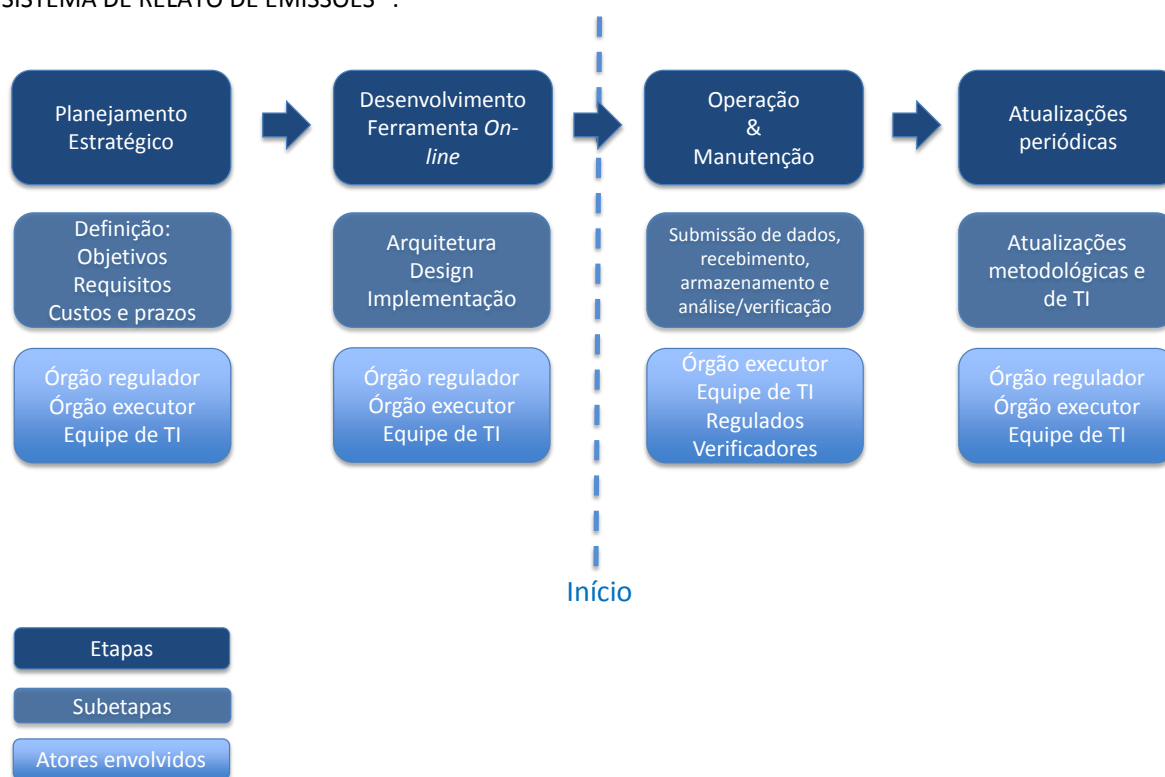 SISTEMA DE RELATO DE EMISSÕES
Planejamento
Estratégico
Desenvolvimento
Ferramenta On-
line
Operação
&
Manutenção
Atualizações
periódicas
Definição:
Objetivos
Requisitos
Custos e prazos
Arquitetura
Design
Implementação
Submissão de dados,
recebimento,
armazenamento e
análise/verificação
Atualizações
metodológicas e
de TI
Órgão regulador
Órgão executor
Equipe de TI
Órgão regulador
Órgão executor
Equipe de TI
Órgão executor
Equipe de TI
Regulados
Verificadores
Órgão regulador
Órgão executor
Equipe de TI
Início
Etapas
Subetapas
Atores envolvidos